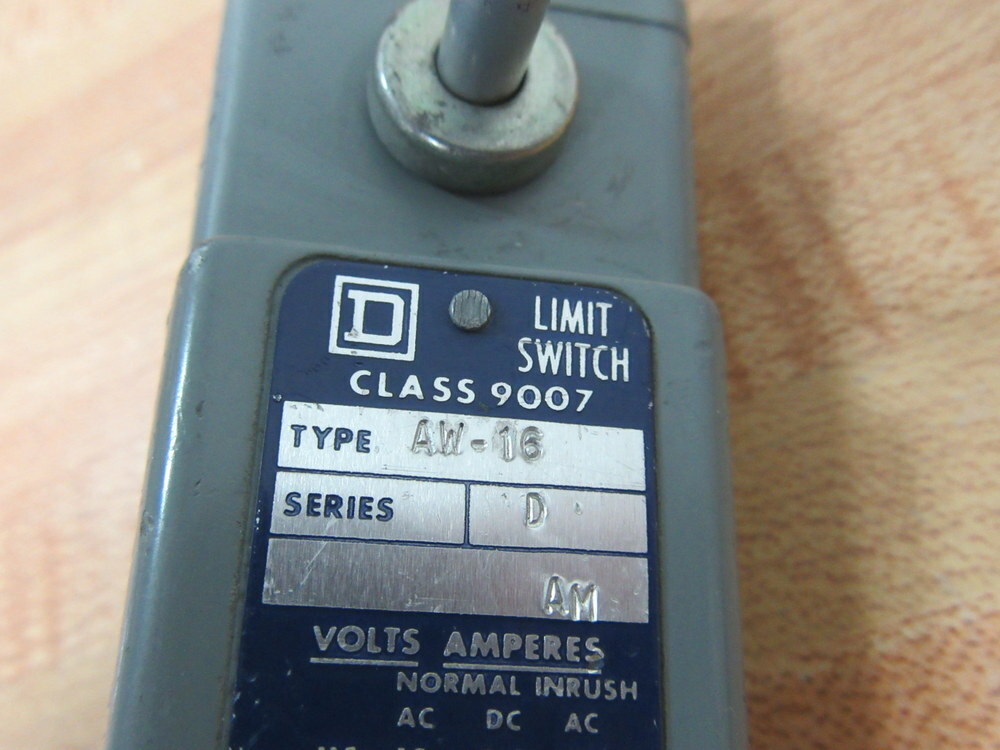 D
LIMIT
SWITCH
CLASS 9007
TYPE AW-16
SERIES D
AM
VOLTS AMPERES
NORMAL INRUSH
AC DC AC